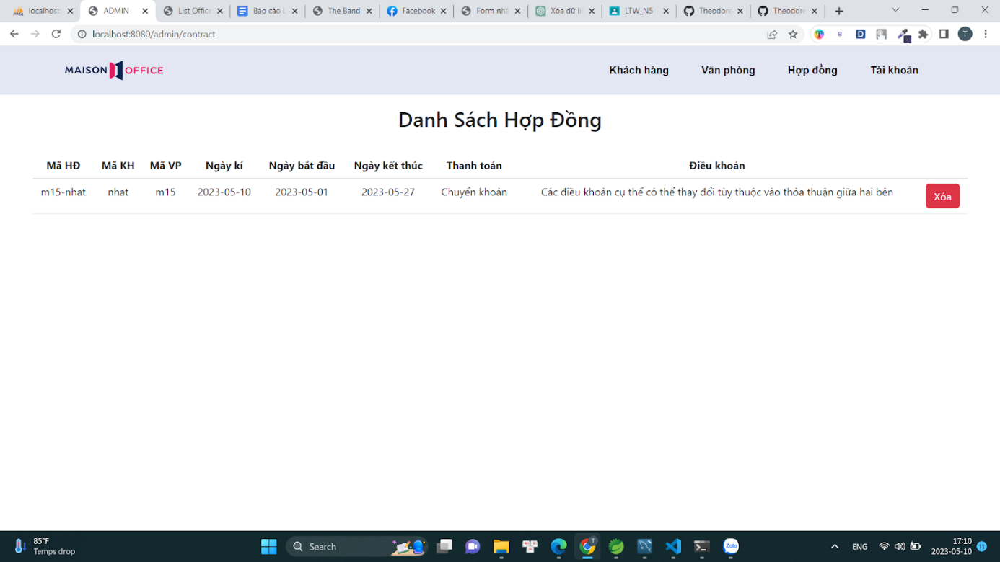 localhost:
ADMIN
List Office
Báo cáo L
The Band
Facebook
Form nhậ
Xóa dữ li
LTW_N5
Theodore
Theodore
localhost:8080/admin/contract
T
MAISON OFFICE
Khách hàng
Văn phòng
Hợp đồng
Tài khoản
Danh Sách Hợp Đồng
Mã HĐ Mã KH Mã VP Ngày kí Ngày bắt đầu Ngày kết thúc Thanh toán Điều khoản
m15-nhat nhat m15 2023-05-10 2023-05-01 2023-05-27 Chuyển khoản Các điều khoản cụ thể có thể thay đổi tùy thuộc vào thỏa thuận giữa hai bên Xóa
85°F
Temps drop
Search
Zalo
ENG
17:10
2023-05-10
11